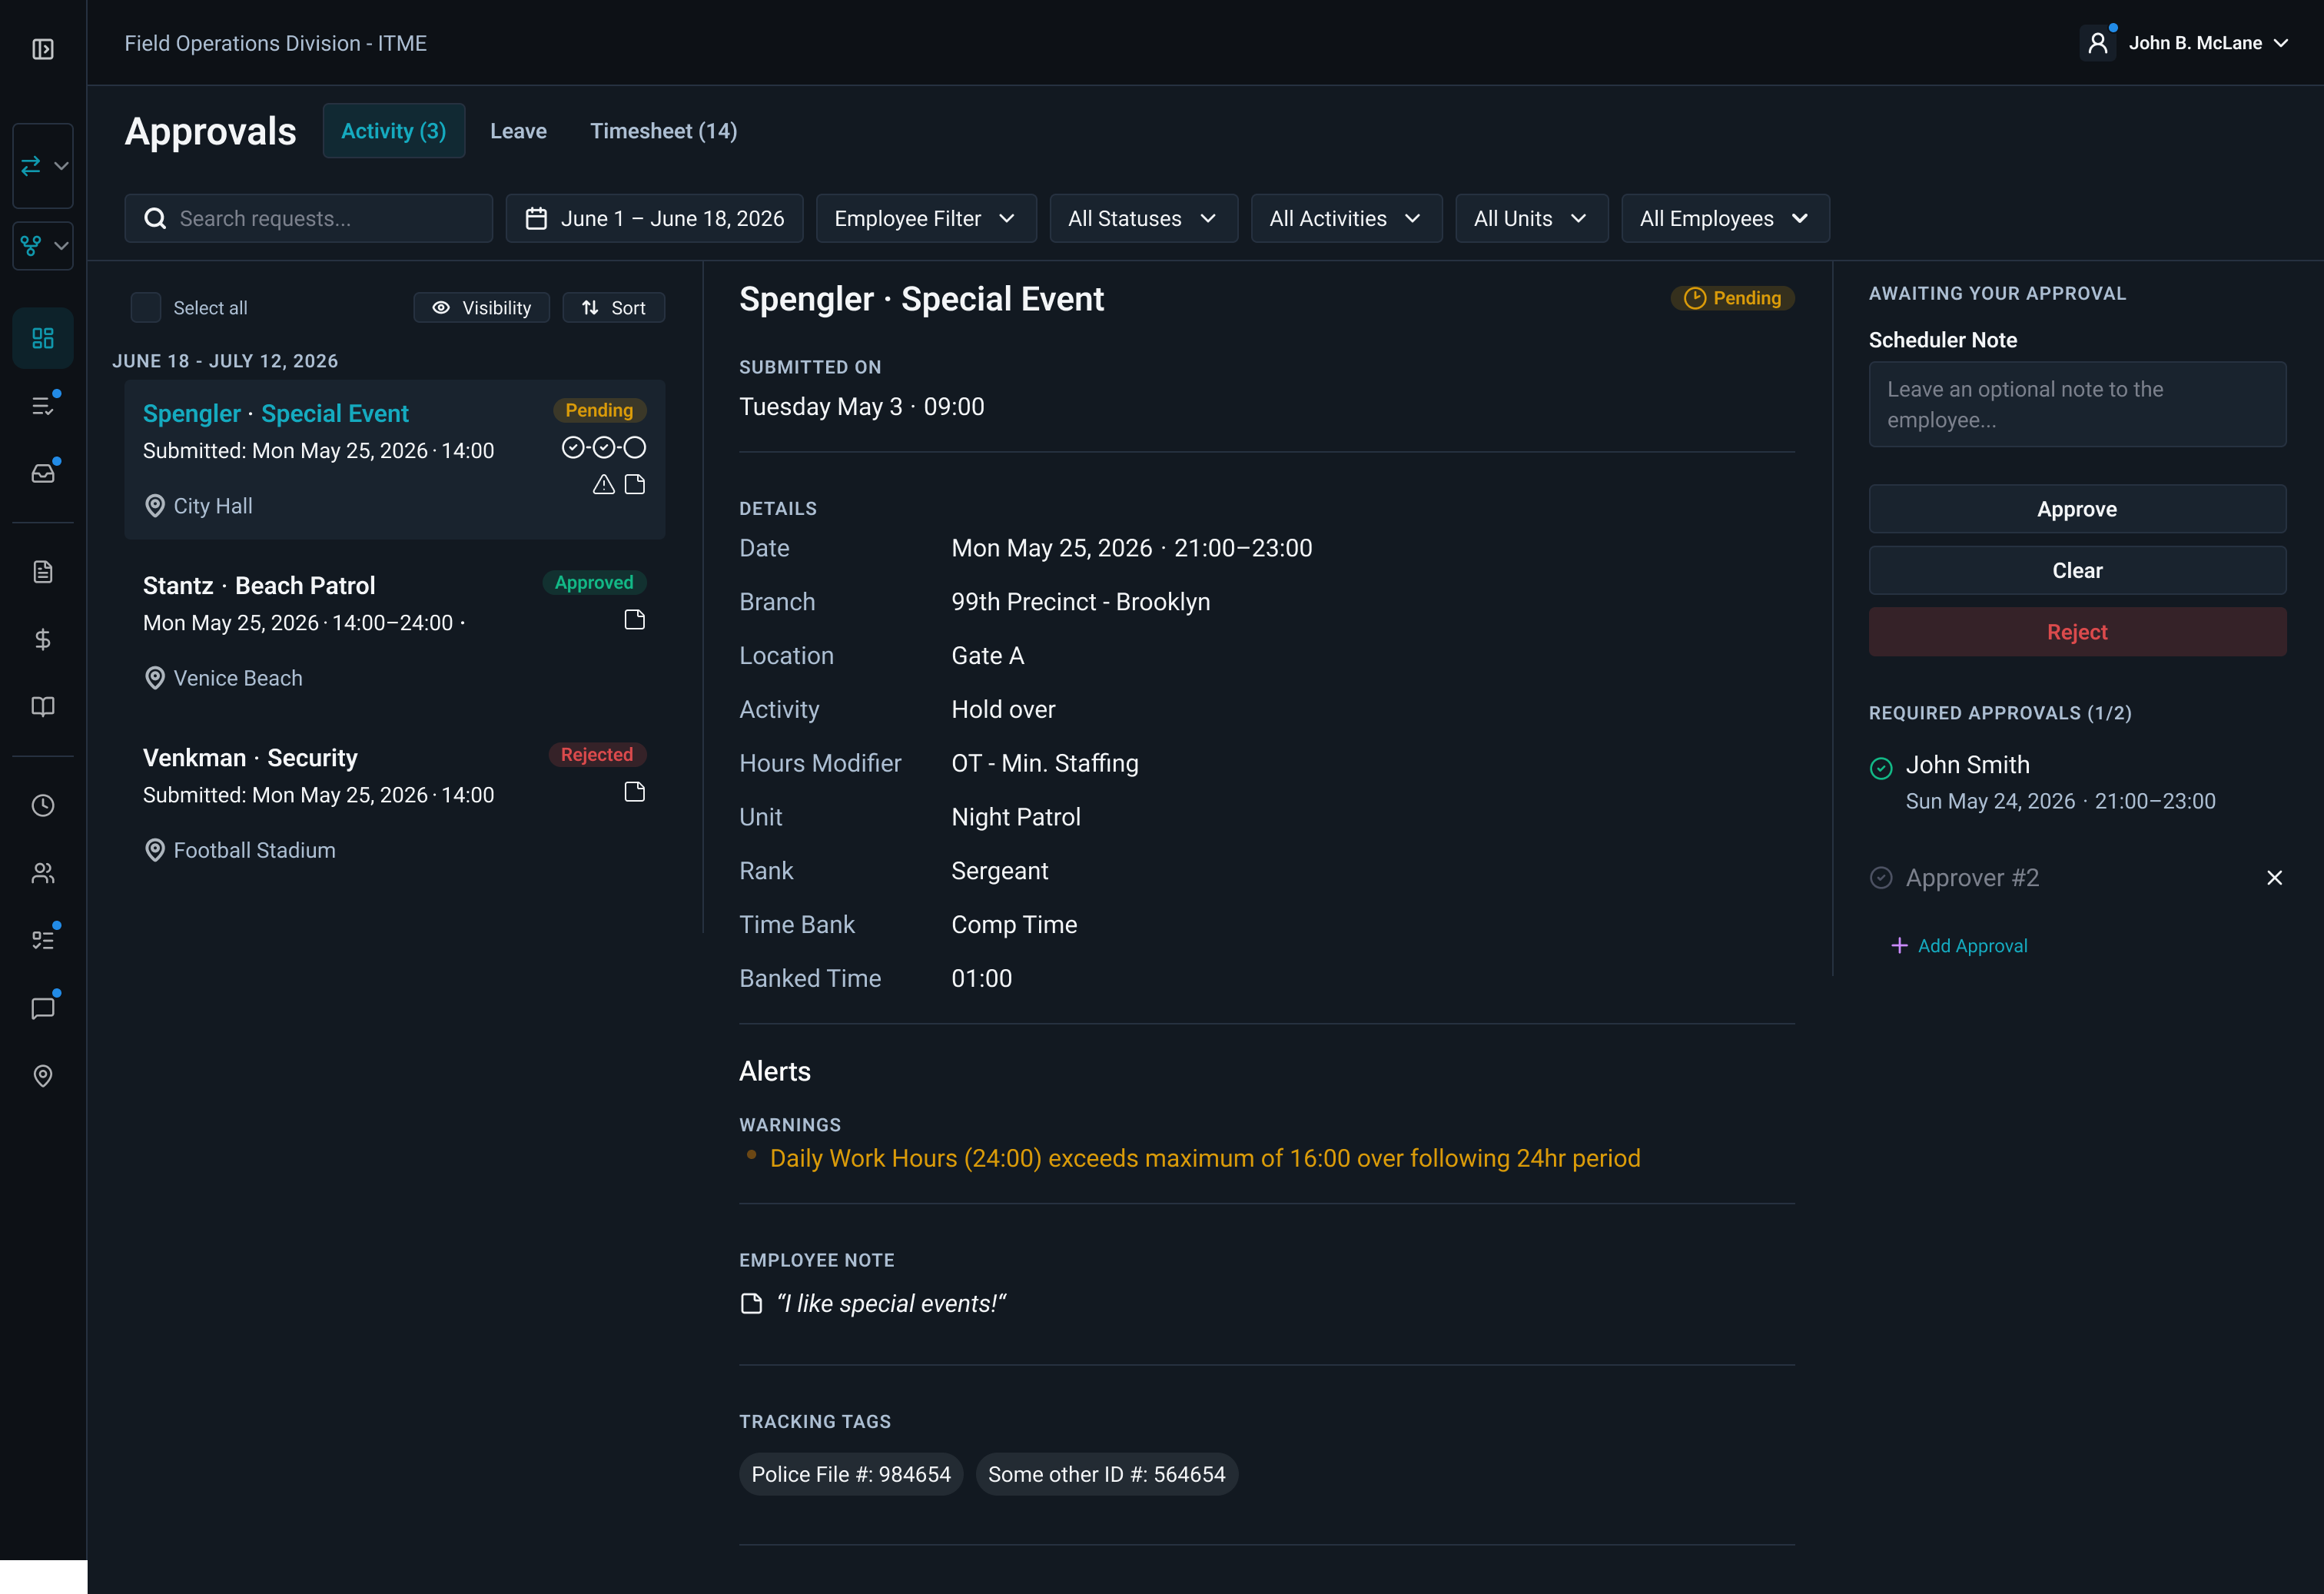 Field Operations Division - ITME
John B. McLane
Approvals
Activity (3)
Leave
Timesheet (14)
Search requests...
June 1 – June 18, 2026
Employee Filter
All Statuses
All Activities
All Units
All Employees
Select all
Visibility
Sort
JUNE 18 - JULY 12, 2026
Spengler · Special Event
Pending
Submitted: Mon May 25, 2026 · 14:00
City Hall
Stantz · Beach Patrol
Approved
Mon May 25, 2026 · 14:00–24:00 ·
Venice Beach
Venkman · Security
Rejected
Submitted: Mon May 25, 2026 · 14:00
Football Stadium
Spengler · Special Event
Pending
SUBMITTED ON
Tuesday May 3 · 09:00
DETAILS
Date Mon May 25, 2026 · 21:00–23:00
Branch 99th Precinct - Brooklyn
Location Gate A
Activity Hold over
Hours Modifier OT - Min. Staffing
Unit Night Patrol
Rank Sergeant
Time Bank Comp Time
Banked Time 01:00
Alerts
WARNINGS
• Daily Work Hours (24:00) exceeds maximum of 16:00 over following 24hr period
EMPLOYEE NOTE
“I like special events!“
TRACKING TAGS
Police File #: 984654
Some other ID #: 564654
AWAITING YOUR APPROVAL
Scheduler Note
Leave an optional note to the
employee...
Approve
Clear
Reject
REQUIRED APPROVALS (1/2)
John Smith
Sun May 24, 2026 · 21:00–23:00
Approver #2
Add Approval